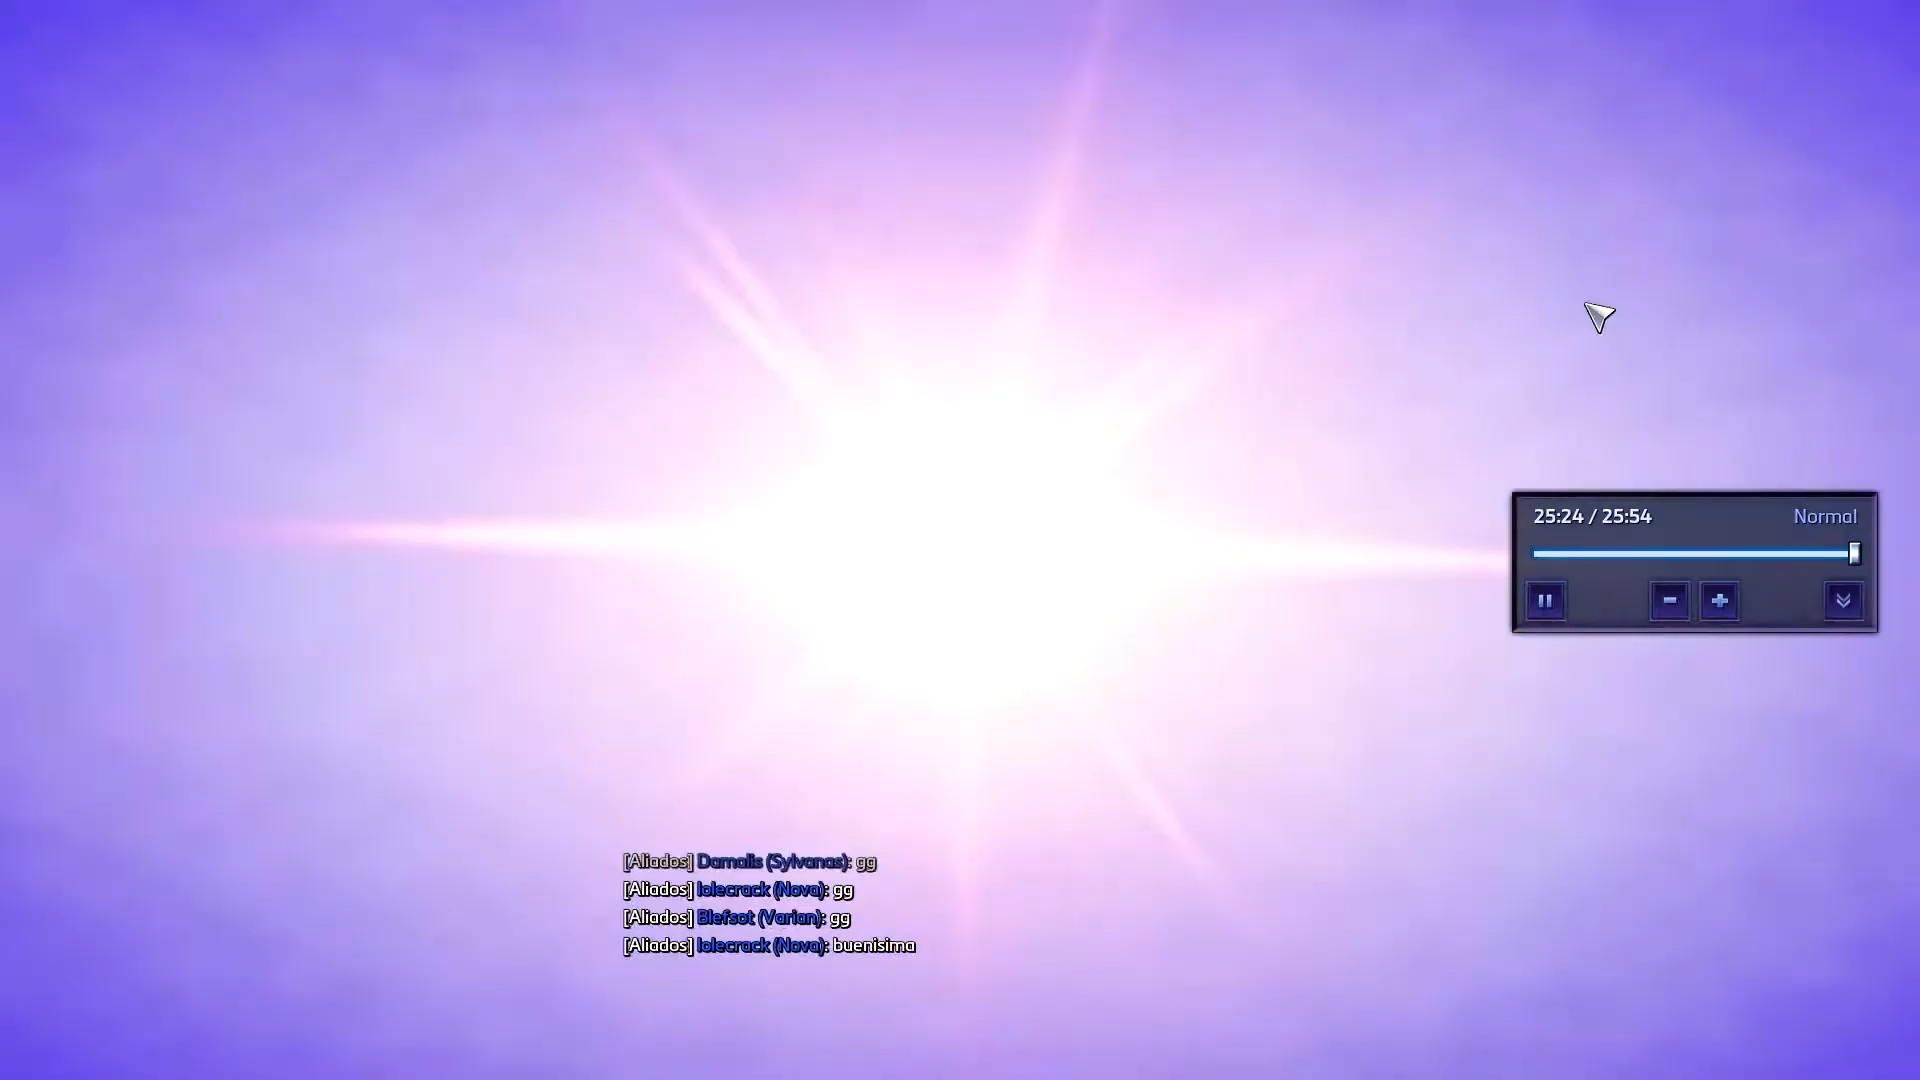 25:24 / 25:54
Normal
[Aliados] Darnalis (Sylvanas): gg
[Aliados] lolecrack (Nova): gg
[Aliados] Blefsot (Varian): gg
[Aliados] lolecrack (Nova): buenisima